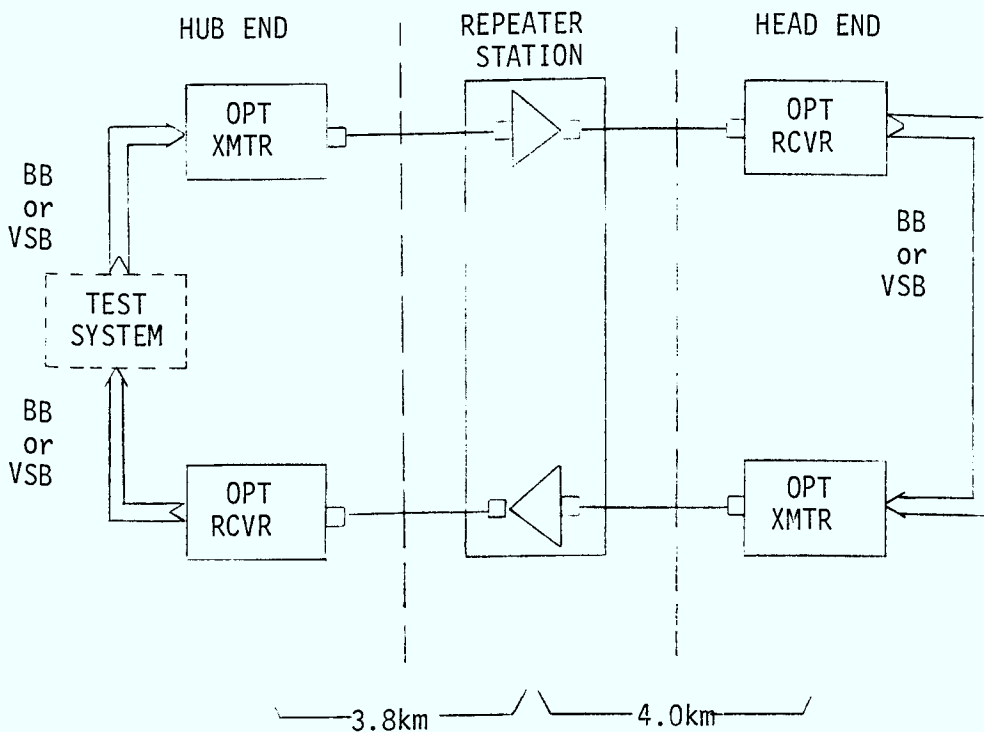 HUB END
REPEATER
STATION
HEAD END
OPT
XMTR
OPT
RCVR
BB
or
VSB
BB
or
VSB
TEST
SYSTEM
BB
or
VSB
OPT
RCVR
OPT
XMTR
3.8km
4.0km